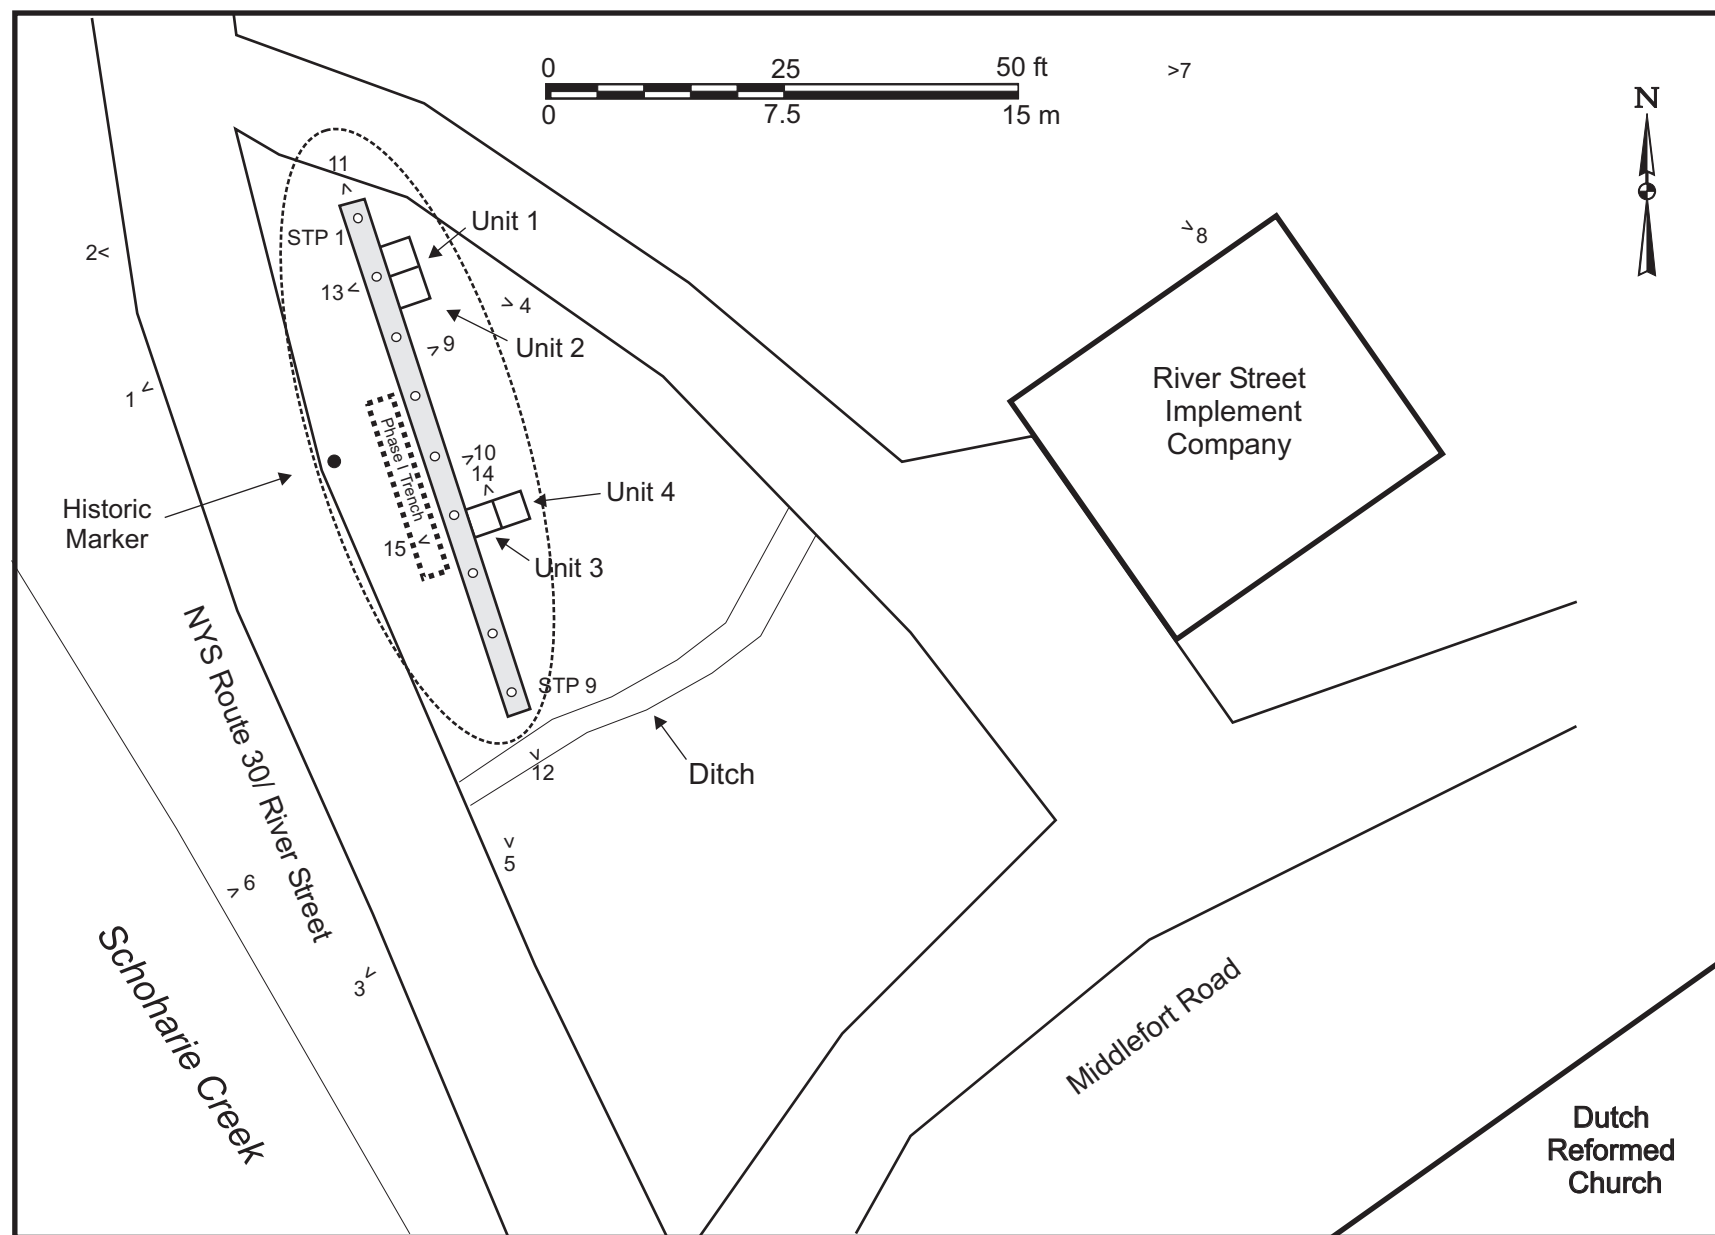 0 25 50 ft
0 7.5 15 m
>7
N
11
STP 1
Unit 1
2<
8
13
4
Unit 2
9
1
River Street
Implement
Company
Phase I Trench
10
14
Unit 4
Historic
Marker
15
Unit 3
NYS Route 30/ River Street
STP 9
12
Ditch
5
6
3
Schoharie Creek
Middlefort Road
Dutch
Reformed
Church